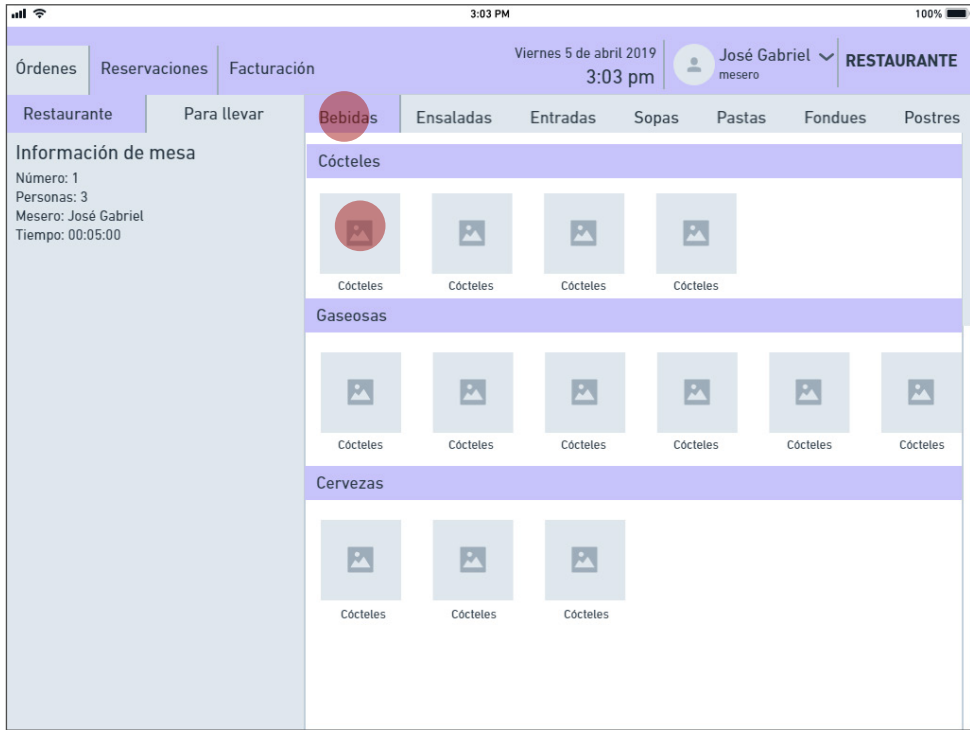 3:03 PM
100%
Órdenes
Reservaciones
Facturación
Viernes 5 de abril 2019
3:03 pm
José Gabriel
mesero
RESTAURANTE
Restaurante
Para llevar
Bebidas
Ensaladas
Entradas
Sopas
Pastas
Fondues
Postres
Información de mesa
Número: 1
Personas: 3
Mesero: José Gabriel
Tiempo: 00:05:00
Cócteles
Cócteles
Cócteles
Cócteles
Cócteles
Gaseosas
Cócteles
Cócteles
Cócteles
Cócteles
Cócteles
Cócteles
Cervezas
Cócteles
Cócteles
Cócteles